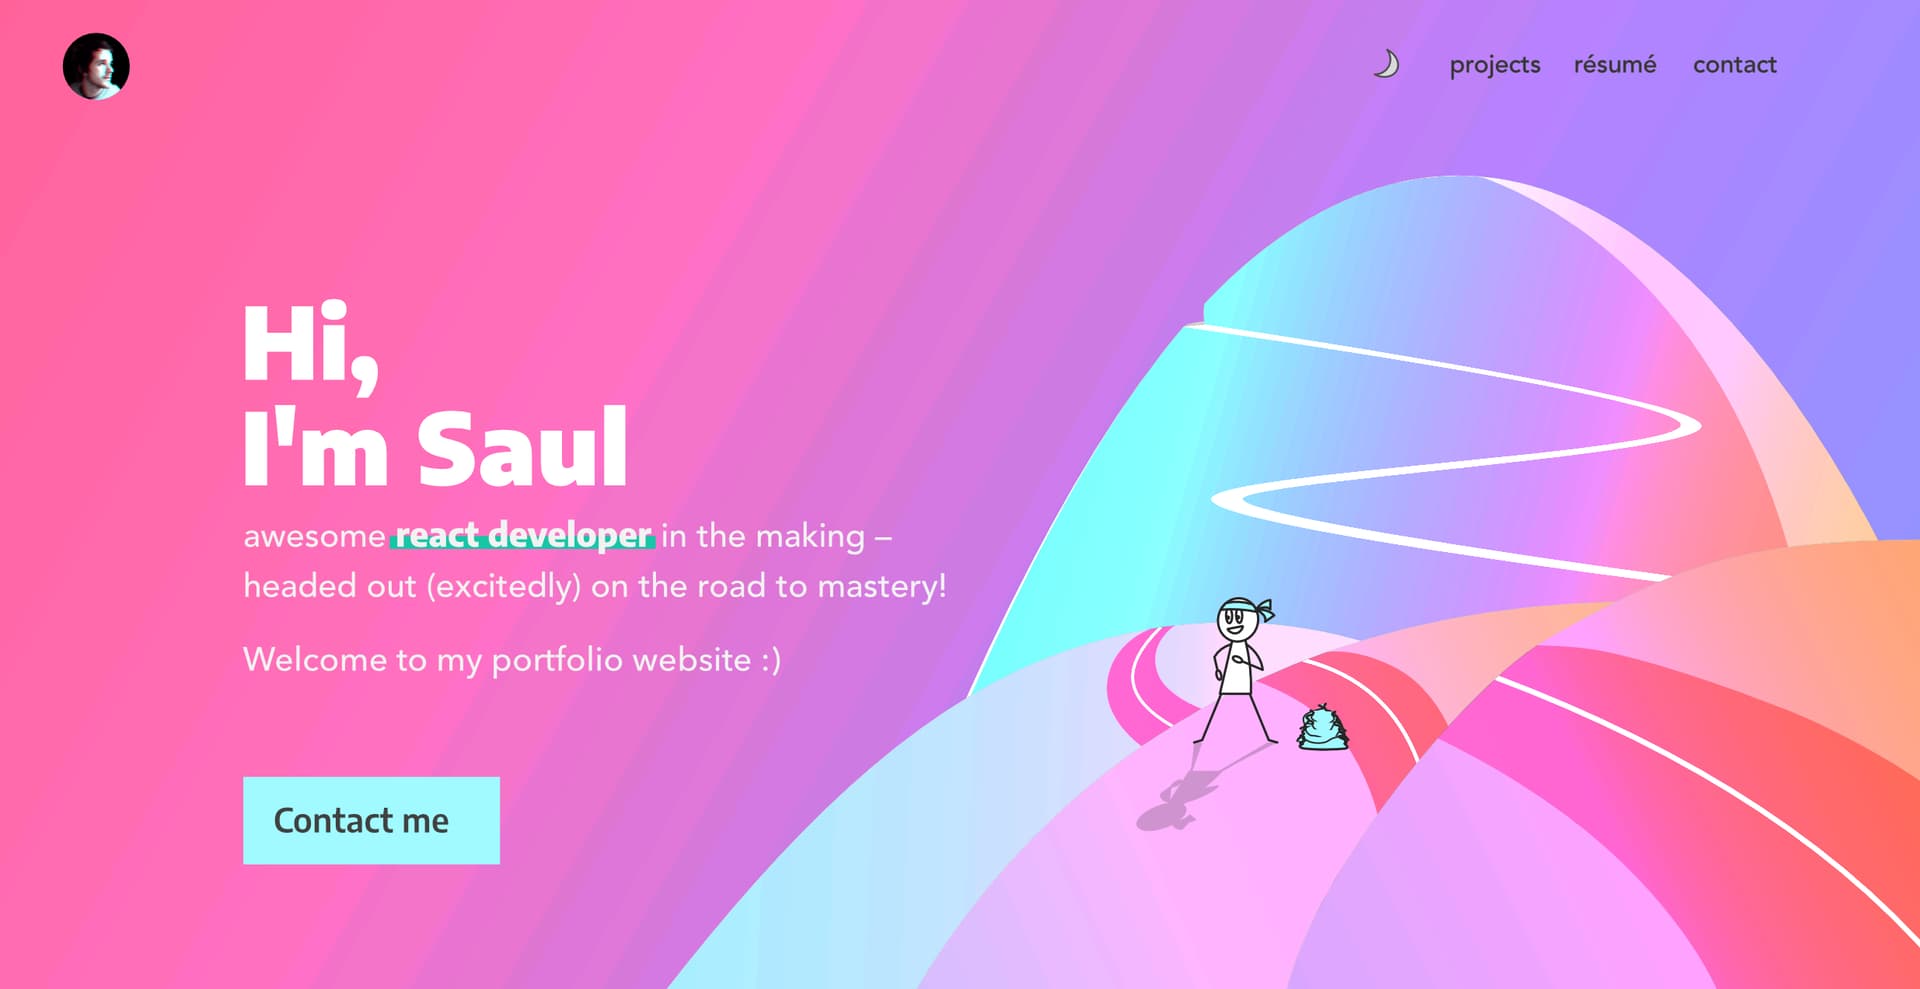 projects résumé contact
Hi,
I'm Saul
awesome react developer in the making –
headed out (excitedly) on the road to mastery!
Welcome to my portfolio website :)
Contact me